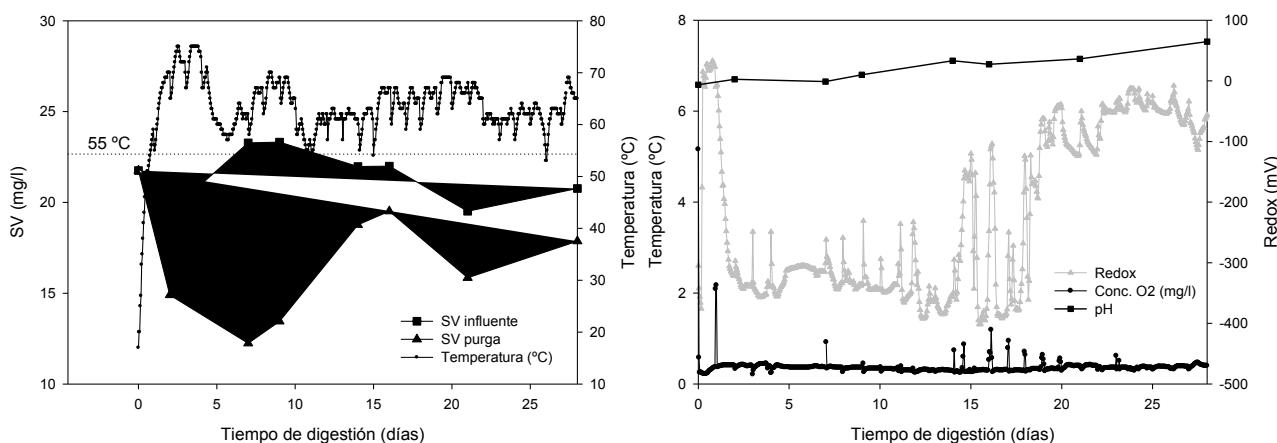 30
25
20
15
10
SV (mg/l)
55 ºC
80
70
60
50
40
30
20
10
Temperatura (ºC)
SV influente
SV purga
Temperatura (ºC)
0 5 10 15 20 25
Tiempo de digestión (días)
8
6
4
2
0
Temperatura (ºC)
100
0
-100
-200
-300
-400
-500
Redox (mV)
Redox
Conc. O2 (mg/l)
pH
0 5 10 15 20 25
Tiempo de digestión (días)